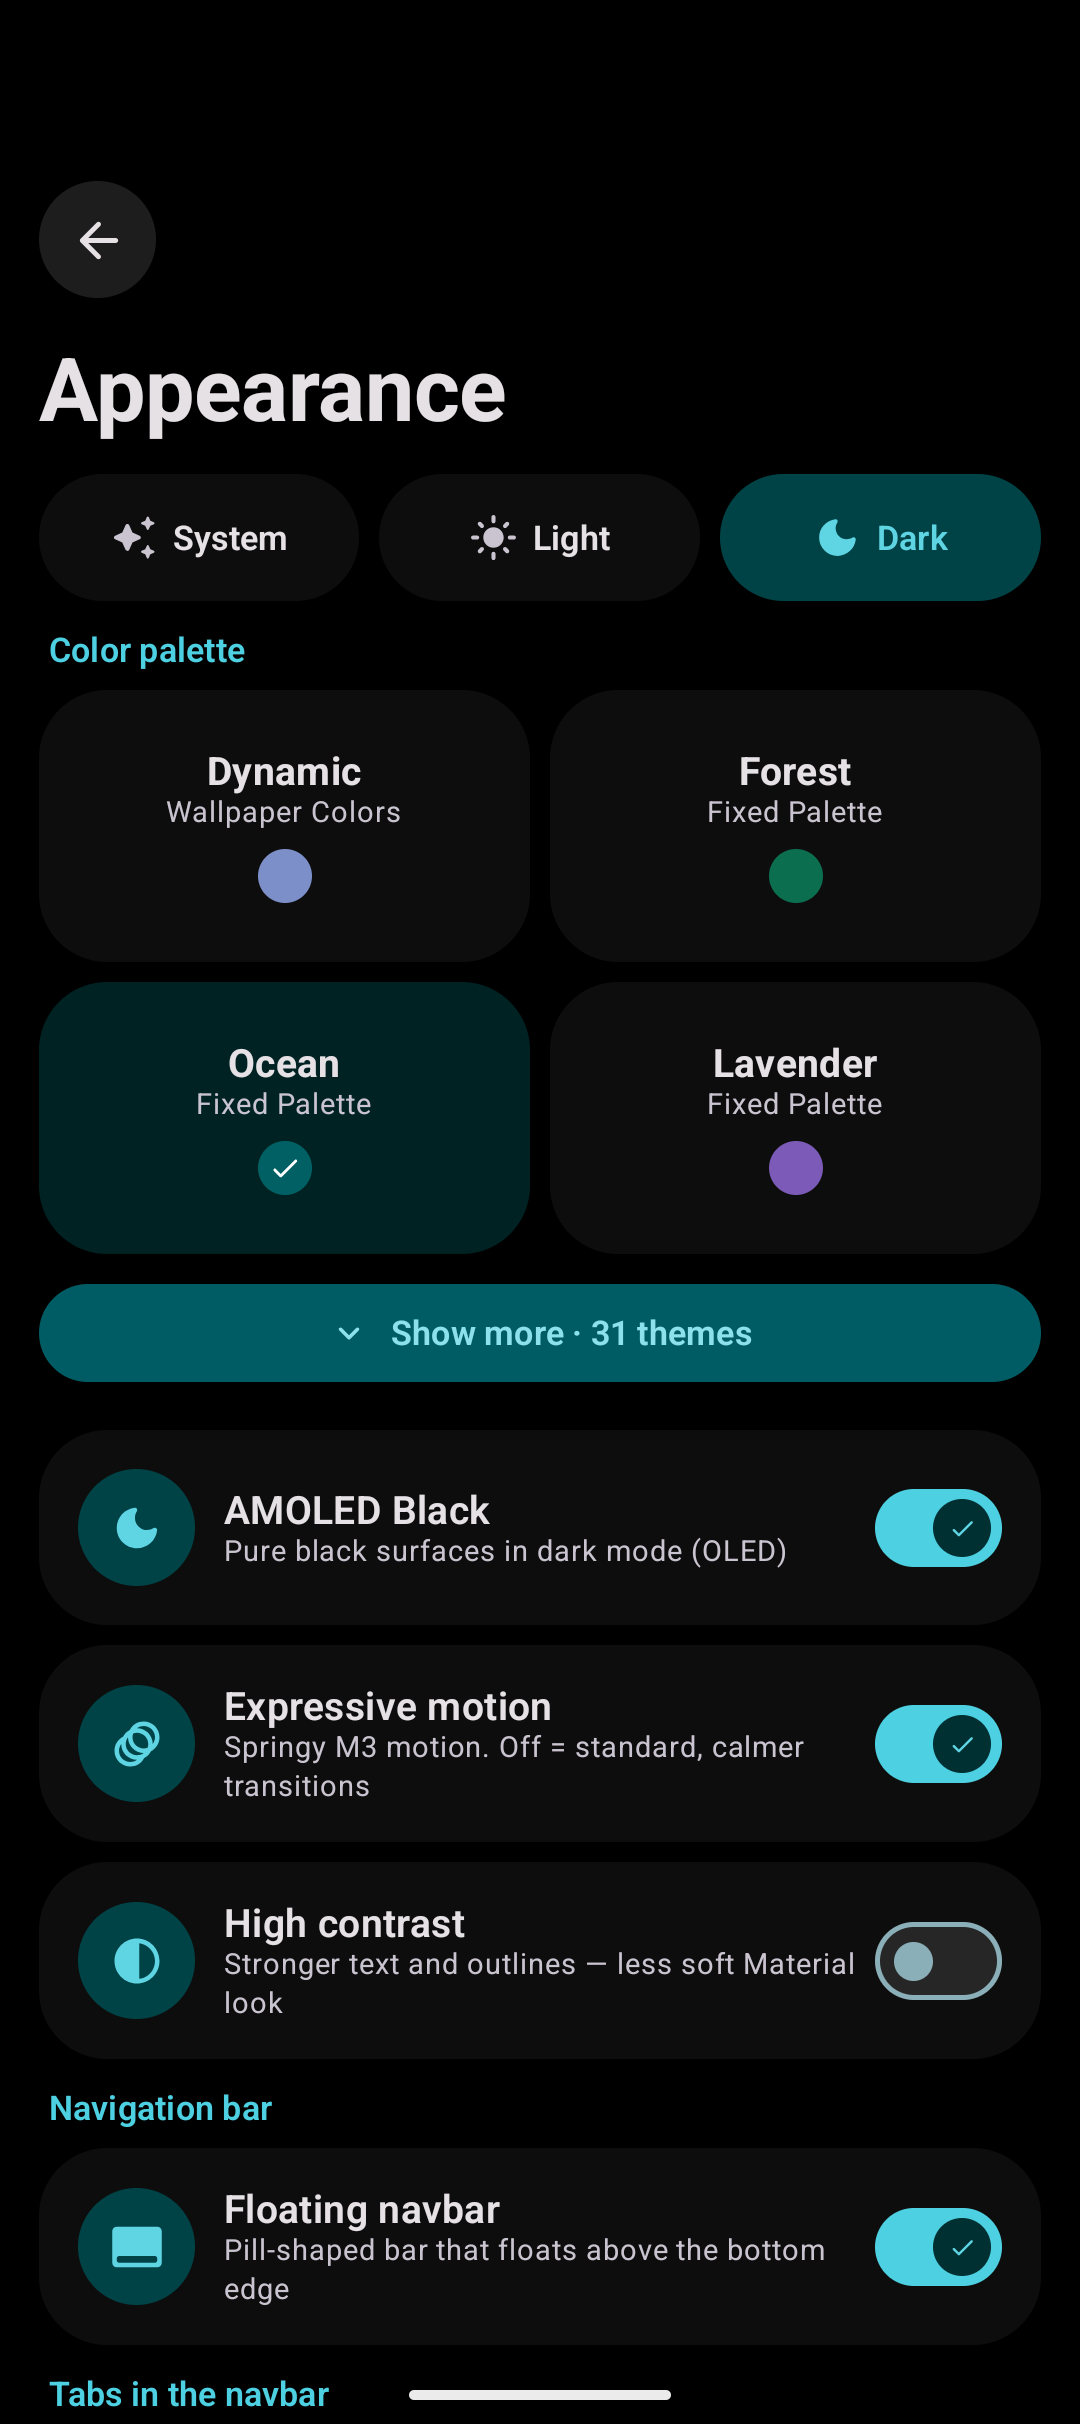 Appearance
System
Light
Dark
Color palette
Dynamic
Wallpaper Colors
Forest
Fixed Palette
Ocean
Fixed Palette
Lavender
Fixed Palette
Show more · 31 themes
AMOLED Black
Pure black surfaces in dark mode (OLED)
Expressive motion
Springy M3 motion. Off = standard, calmer
transitions
High contrast
Stronger text and outlines — less soft Material
look
Navigation bar
Floating navbar
Pill-shaped bar that floats above the bottom
edge
Tabs in the navbar